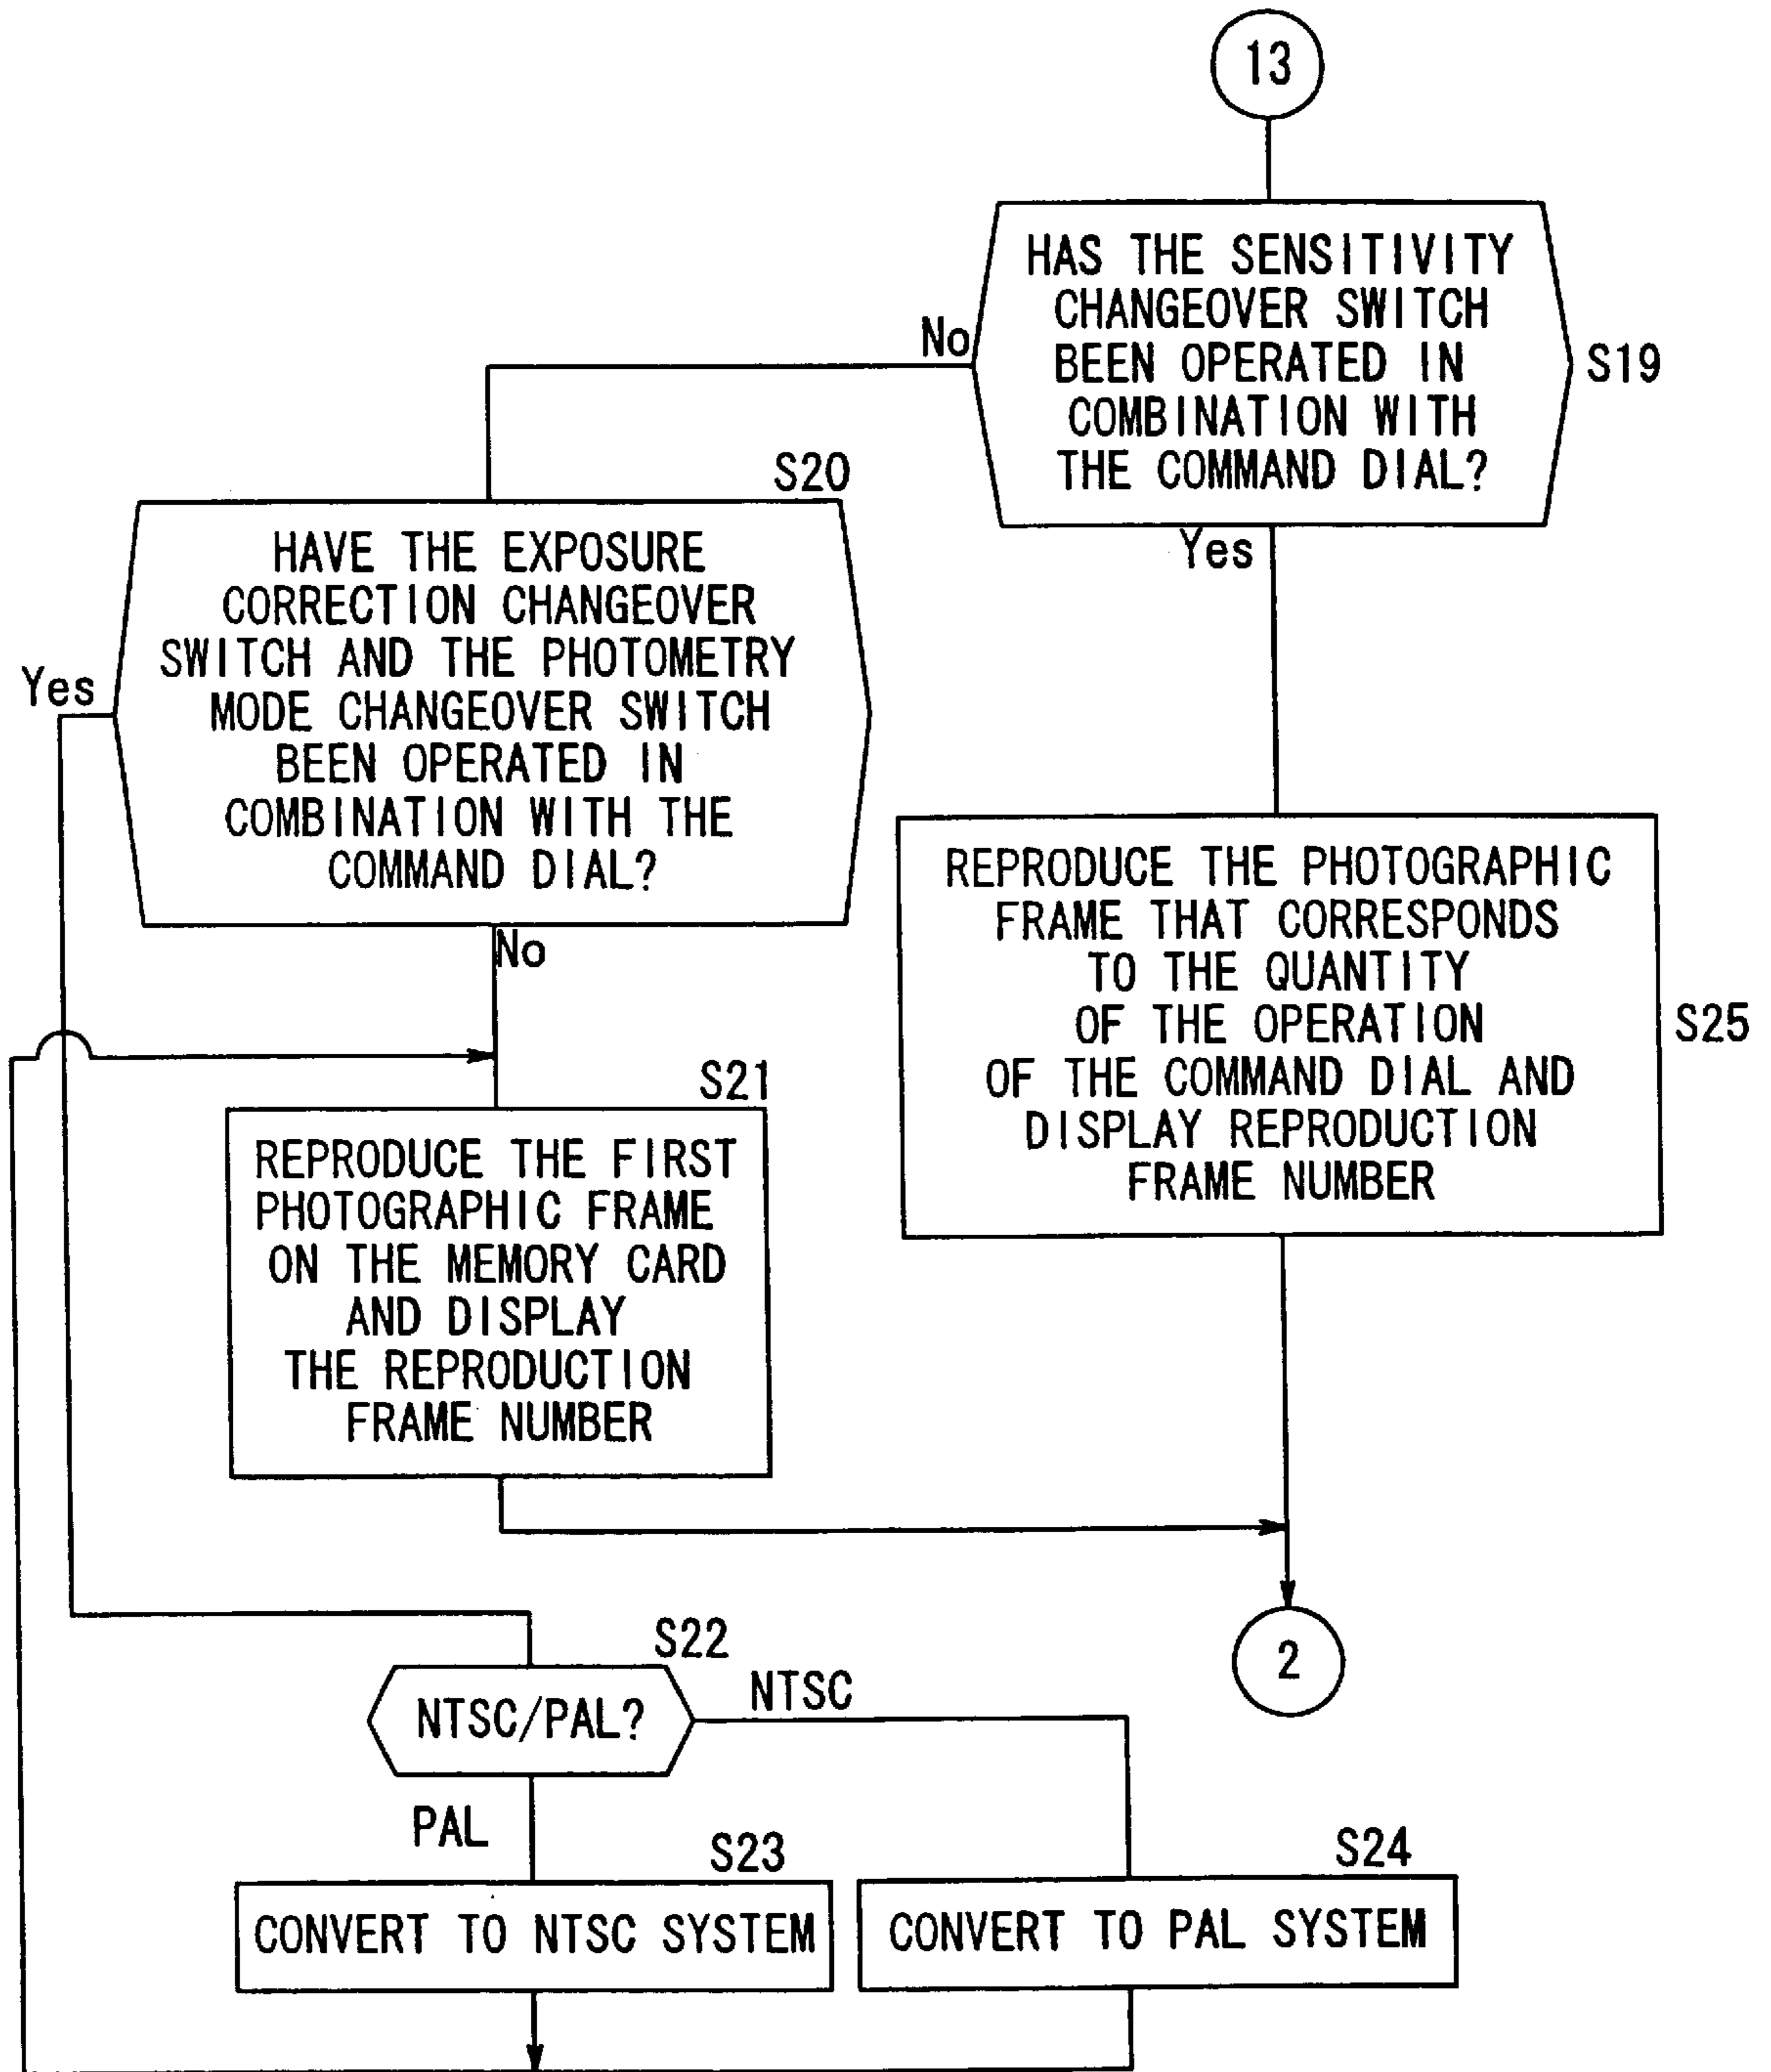 13
HAS THE SENSITIVITY
CHANGEOVER SWITCH
BEEN OPERATED IN
COMBINATION WITH
THE COMMAND DIAL?
S19
No
Yes
S20
HAVE THE EXPOSURE
CORRECTION CHANGEOVER
SWITCH AND THE PHOTOMETRY
MODE CHANGEOVER SWITCH
BEEN OPERATED IN
COMBINATION WITH THE
COMMAND DIAL?
Yes
No
REPRODUCE THE PHOTOGRAPHIC
FRAME THAT CORRESPONDS
TO THE QUANTITY
OF THE OPERATION
OF THE COMMAND DIAL AND
DISPLAY REPRODUCTION
FRAME NUMBER
S25
S21
REPRODUCE THE FIRST
PHOTOGRAPHIC FRAME
ON THE MEMORY CARD
AND DISPLAY
THE REPRODUCTION
FRAME NUMBER
2
S22
NTSC/PAL?
NTSC
PAL
S23
CONVERT TO NTSC SYSTEM
S24
CONVERT TO PAL SYSTEM